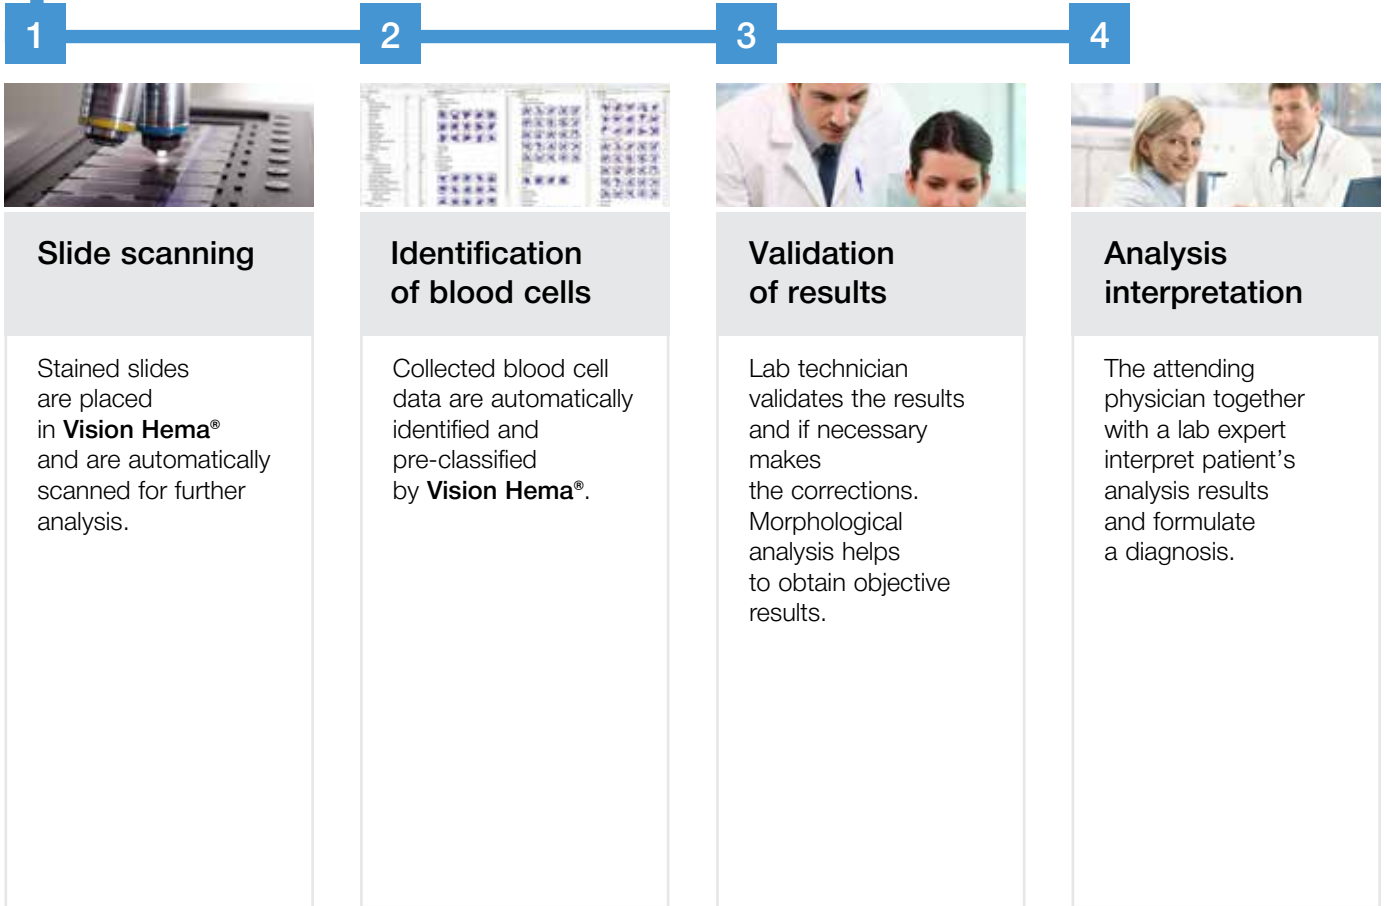 1
2
3
4
Slide scanning
Stained slides
are placed
in Vision Hema®
and are automatically
scanned for further
analysis.
Identification
of blood cells
Collected blood cell
data are automatically
identified and
pre-classified
by Vision Hema®.
Validation
of results
Lab technician
validates the results
and if necessary
makes
the corrections.
Morphological
analysis helps
to obtain objective
results.
Analysis
interpretation
The attending
physician together
with a lab expert
interpret patient's
analysis results
and formulate
a diagnosis.